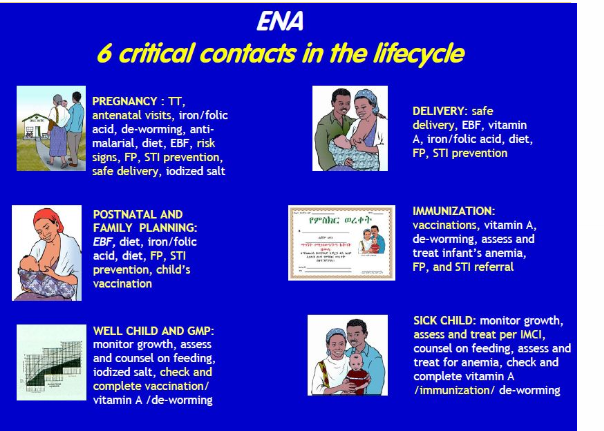 ENA
6 critical contacts in the lifecycle
PREGNANCY : TT,
antenatal visits, iron/folic
acid, de-worming, anti-
malarial, diet, EBF, risk
signs, FP, STI prevention,
safe delivery, iodized salt
DELIVERY: safe
delivery, EBF, vitamin
A, iron/folic acid, diet,
FP, STI prevention
POSTNATAL AND
FAMILY PLANNING:
EBF, diet, iron/folic
acid, diet, FP, STI
prevention, child's
vaccination
የምስክር ወረቀት
IMMUNIZATION:
vaccinations, vitamin A,
de-worming, assess and
treat infant's anemia,
FP, and STI referral
WELL CHILD AND GMP:
monitor growth, assess
and counsel on feeding,
iodized salt, check and
complete vaccination/
vitamin A /de-worming
SICK CHILD: monitor growth,
assess and treat per IMCI,
counsel on feeding, assess and
treat for anemia, check and
complete vitamin A
/immunization/ de-worming